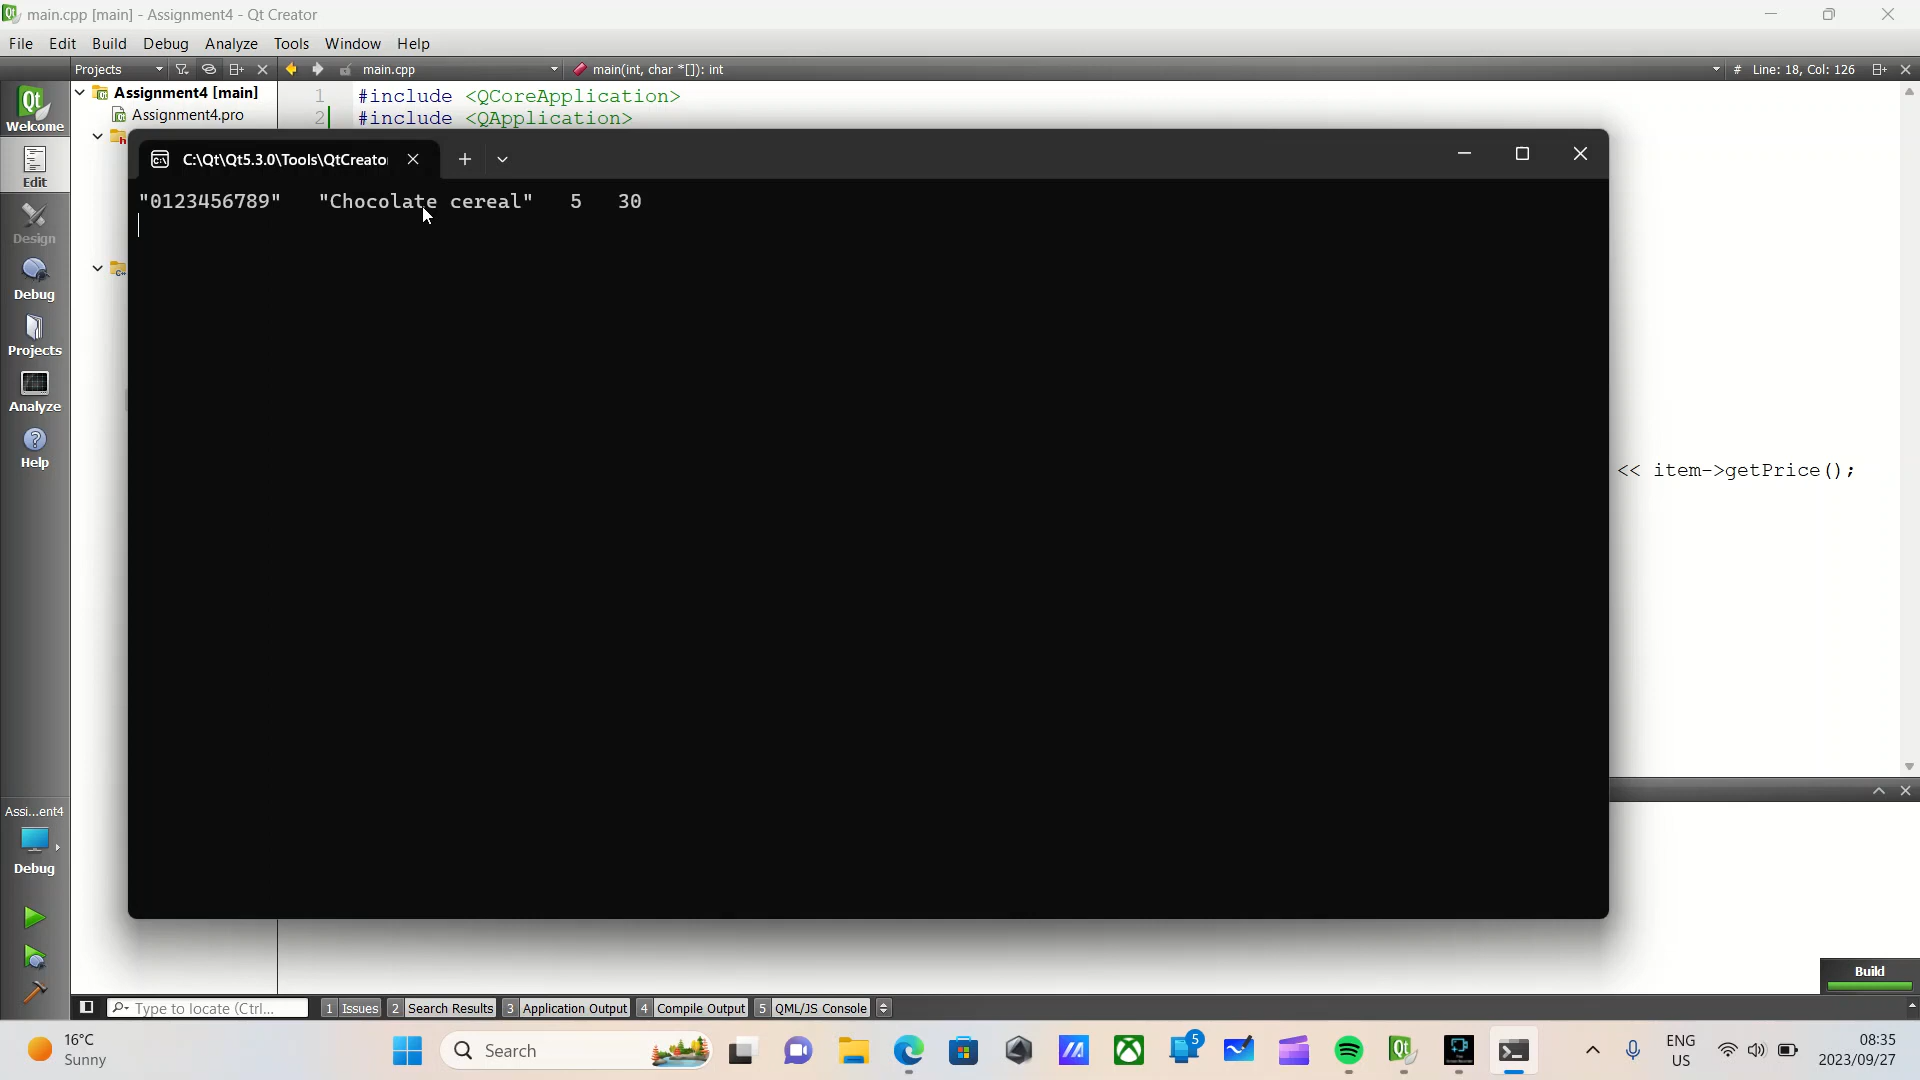 main.cpp [main] - Assignment4 - Qt Creator
File Edit Build Debug Analyze Tools Window Help
Projects main.cpp main(int, char *[]): int # Line: 18, Col: 126
Welcome
Edit
Design
Debug
Projects
Analyze
Help
Assi...ent4
Debug
Assignment4 [main]
Assignment4.pro
1 #include <QCoreApplication>
2 #include <QApplication>
C:\Qt\Qt5.3.0\Tools\QtCreato
"0123456789" "Chocolate cereal" 5 30
<< item->getPrice();
Build
Type to locate (Ctrl... 1 Issues 2 Search Results 3 Application Output 4 Compile Output 5 QML/JS Console
16°C
Sunny
Search
5
ENG
US
08:35
2023/09/27